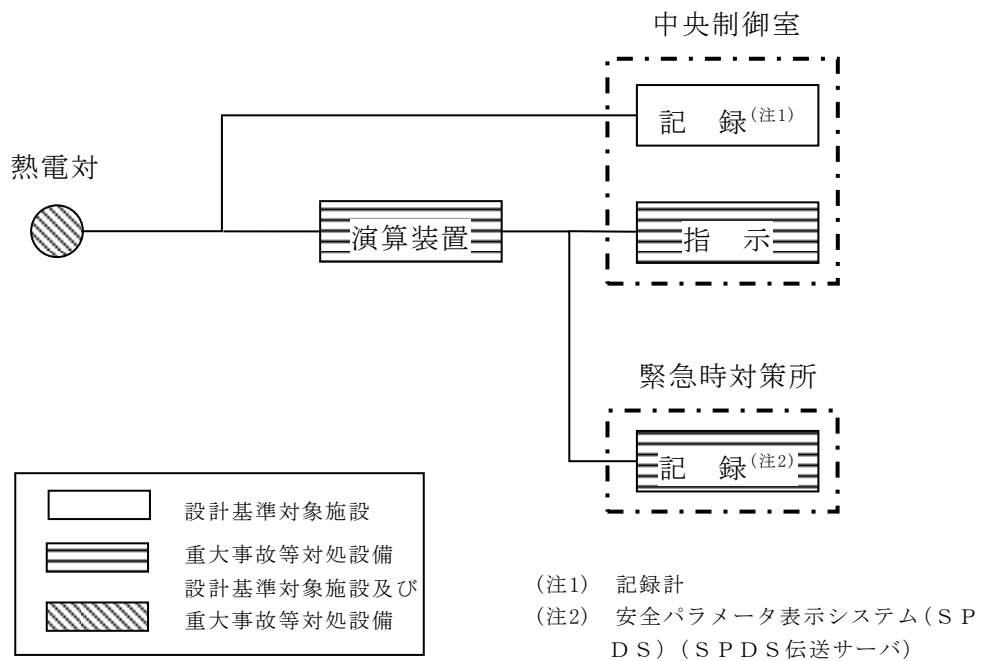 中央制御室
記　録(注1)
熱電対
演算装置
指　示
緊急時対策所
記　録(注2)
設計基準対象施設
重大事故等対処設備
設計基準対象施設及び
重大事故等対処設備
(注1)　記録計
(注2)　安全パラメータ表示システム(ＳＰ
ＤＳ)(ＳＰＤＳ伝送サーバ)